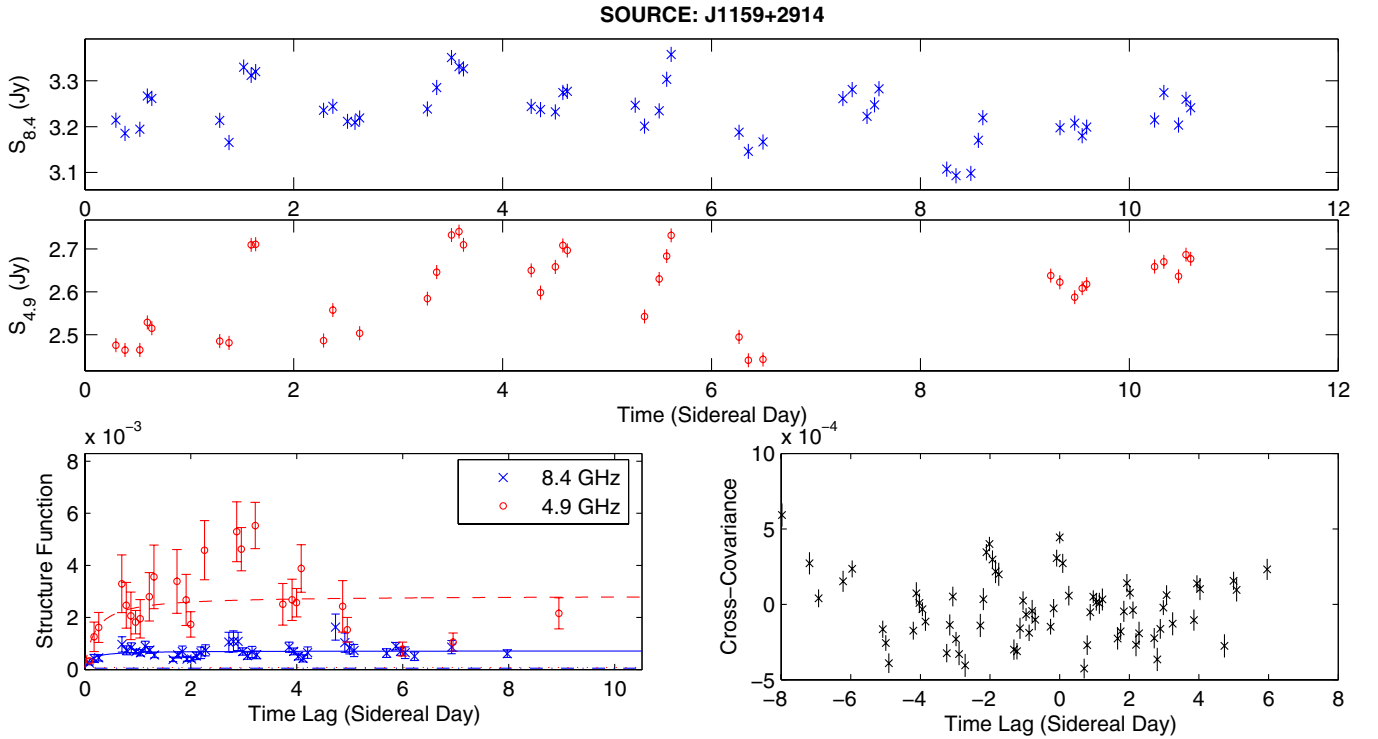 SOURCE: J1159+2914
S8.4 (Jy)
3.3
3.2
3.1
0 2 4 6 8 10 12
S4.9 (Jy)
2.7
2.6
2.5
0 2 4 6 8 10 12
Time (Sidereal Day)
x 10−3
Structure Function
8
6
4
2
0
8.4 GHz
4.9 GHz
0 2 4 6 8 10
Time Lag (Sidereal Day)
x 10−4
Cross−Covariance
10
5
0
−5
−8 −6 −4 −2 0 2 4 6 8
Time Lag (Sidereal Day)